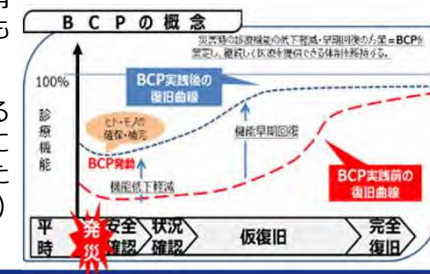 BCPの概念
災害時の診療機能の低下軽減・早期回復の方策=BCPを
策定し、継続して医療を提供できる体制を維持する。
100%
診療機能
BCP実践後の
復旧曲線
ヒト・モノの
確保・補充
BCP発動
機能低下軽減
機能早期回復
BCP実践前の
復旧曲線
平時
発災
安全
確認
状況
確認
仮復旧
完全
復旧
も
る
に
た
)